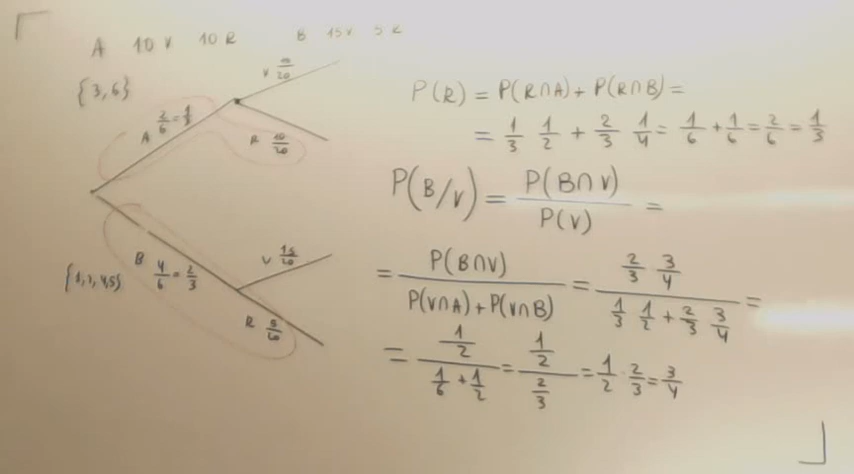 A 10 V 10 R B 15V 5 R
{3,6}
A 2/6 = 1/3
V 10/20
R 10/20
{1,2,4,5}
B 4/6 = 2/3
V 15/20
R 5/20
P(R) = P(R∩A) + P(R∩B) =
= 1/3 1/2 + 2/3 1/4 = 1/6 + 1/6 = 2/6 = 1/3
P(B/V) = P(B∩V) / P(V) =
= P(B∩V) / P(V∩A) + P(V∩B) = 2/3 3/4 / 1/3 1/2 + 2/3 3/4 =
= 1/2 / 1/6 + 1/2 = 1/2 / 2/3 = 1/2 · 2/3 = 3/4